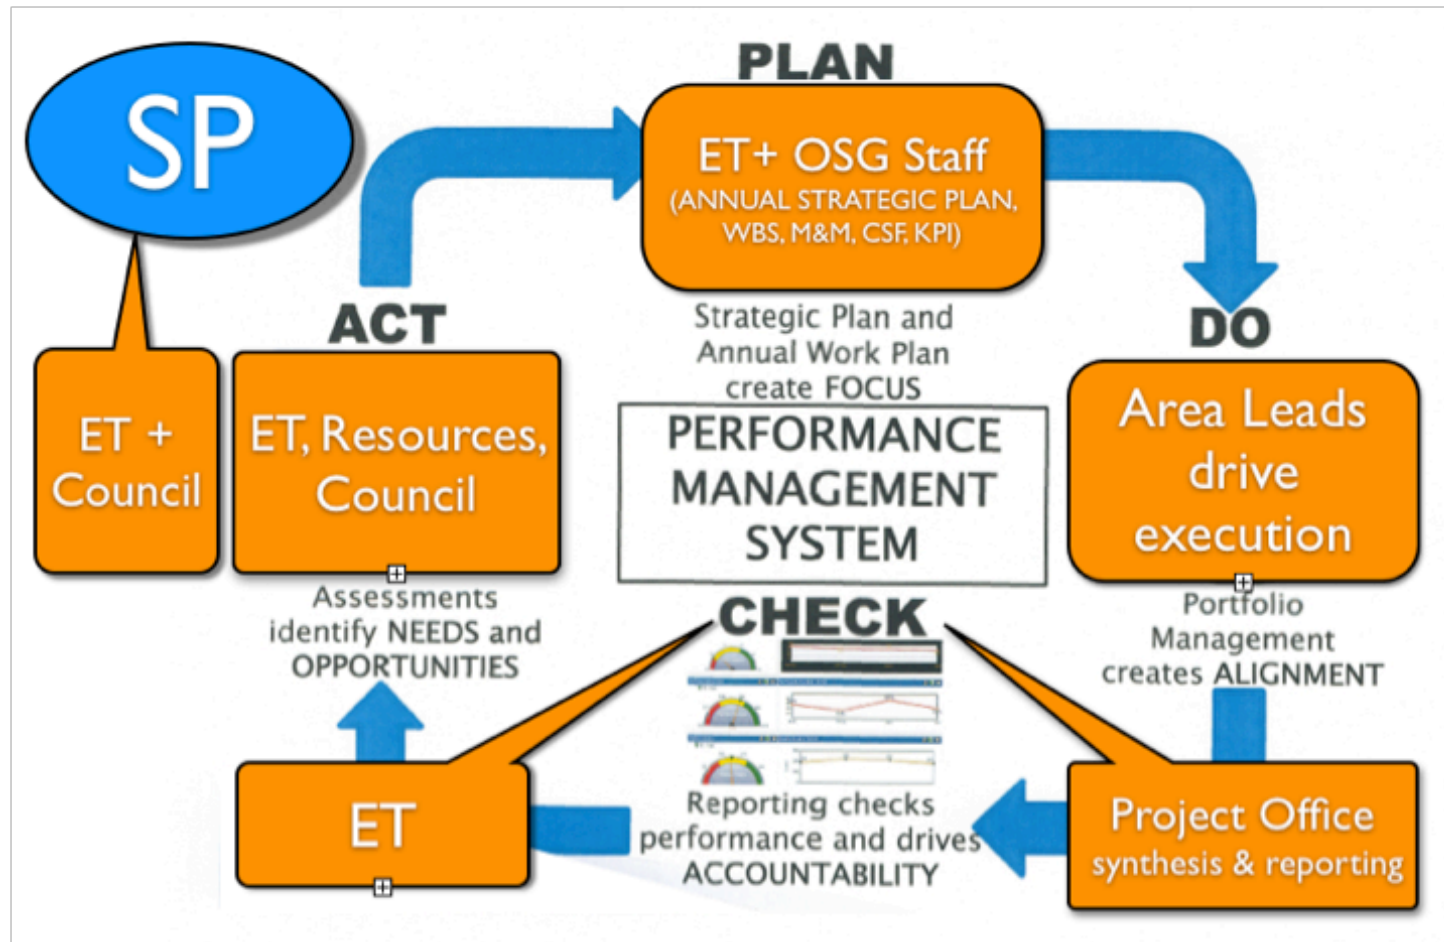 SP
PLAN
ET+ OSG Staff
(ANNUAL STRATEGIC PLAN,
WBS, M&M, CSF, KPI)
Strategic Plan and
Annual Work Plan
create FOCUS
ACT
DO
ET +
Council
ET, Resources,
Council
PERFORMANCE
MANAGEMENT
SYSTEM
Area Leads
drive
execution
Assessments
identify NEEDS and
OPPORTUNITIES
CHECK
Portfolio
Management
creates ALIGNMENT
ET
Reporting checks
performance and drives
ACCOUNTABILITY
Project Office
synthesis & reporting